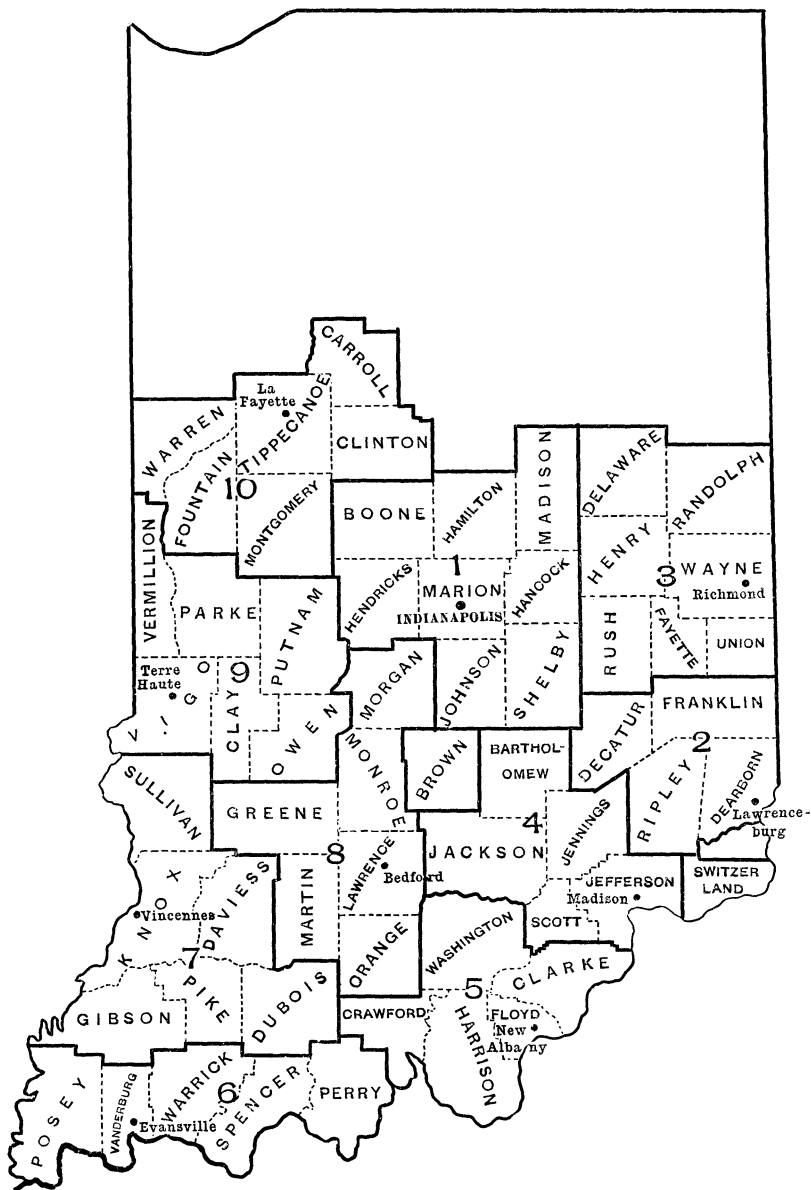 CARROLL
La
Fayette
TIPPECANOE
WARREN
CLINTON
FOUNTAIN
10
MONTGOMERY
BOONE
HAMILTON
MADISON
DELAWARE
RANDOLPH
VERMILLION
PARKE
PUTNAM
HENDRICKS
1
MARION
INDIANAPOLIS
HANCOCK
HENRY
3
WAYNE
Richmond
RUSH
FAYETTE
UNION
Terre
Haute
VIGO
9
CLAY
OWEN
MORGAN
JOHNSON
SHELBY
DECATUR
FRANKLIN
2
RIPLEY
DEARBORN
Lawrence-
burg
SULLIVAN
GREENE
MONROE
BROWN
BARTHOL-
OMEW
4
JENNINGS
JACKSON
8
LAWRENCE
Bedford
KNOX
Vincennes
DAVIESS
MARTIN
ORANGE
JEFFERSON
Madison
SWITZER
LAND
SCOTT
WASHINGTON
CLARKE
7
PIKE
DUBOIS
GIBSON
CRAWFORD
5
FLOYD
New
Albany
HARRISON
POSEY
VANDERBURG
Evansville
WARRICK
6
SPENCER
PERRY